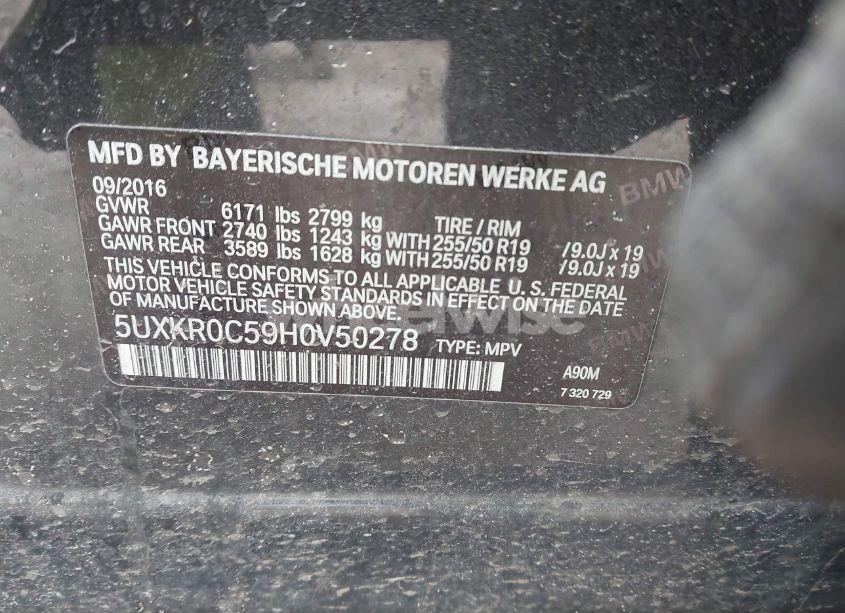 MFD BY BAYERISCHE MOTOREN WERKE AG
09/2016
GVWR 6171 lbs 2799 kg TIRE / RIM
GAWR FRONT 2740 lbs 1243 kg WITH 255/50 R19 /9.0J x 19
GAWR REAR 3589 lbs 1628 kg WITH 255/50 R19 /9.0J x 19
THIS VEHICLE CONFORMS TO ALL APPLICABLE U. S. FEDERAL
MOTOR VEHICLE SAFETY STANDARDS IN EFFECT ON THE DATE
OF MANUFACTURE SHOWN ABOVE.
5UXKR0C59H0V50278 TYPE: MPV
A90M
7 320 729
BMW